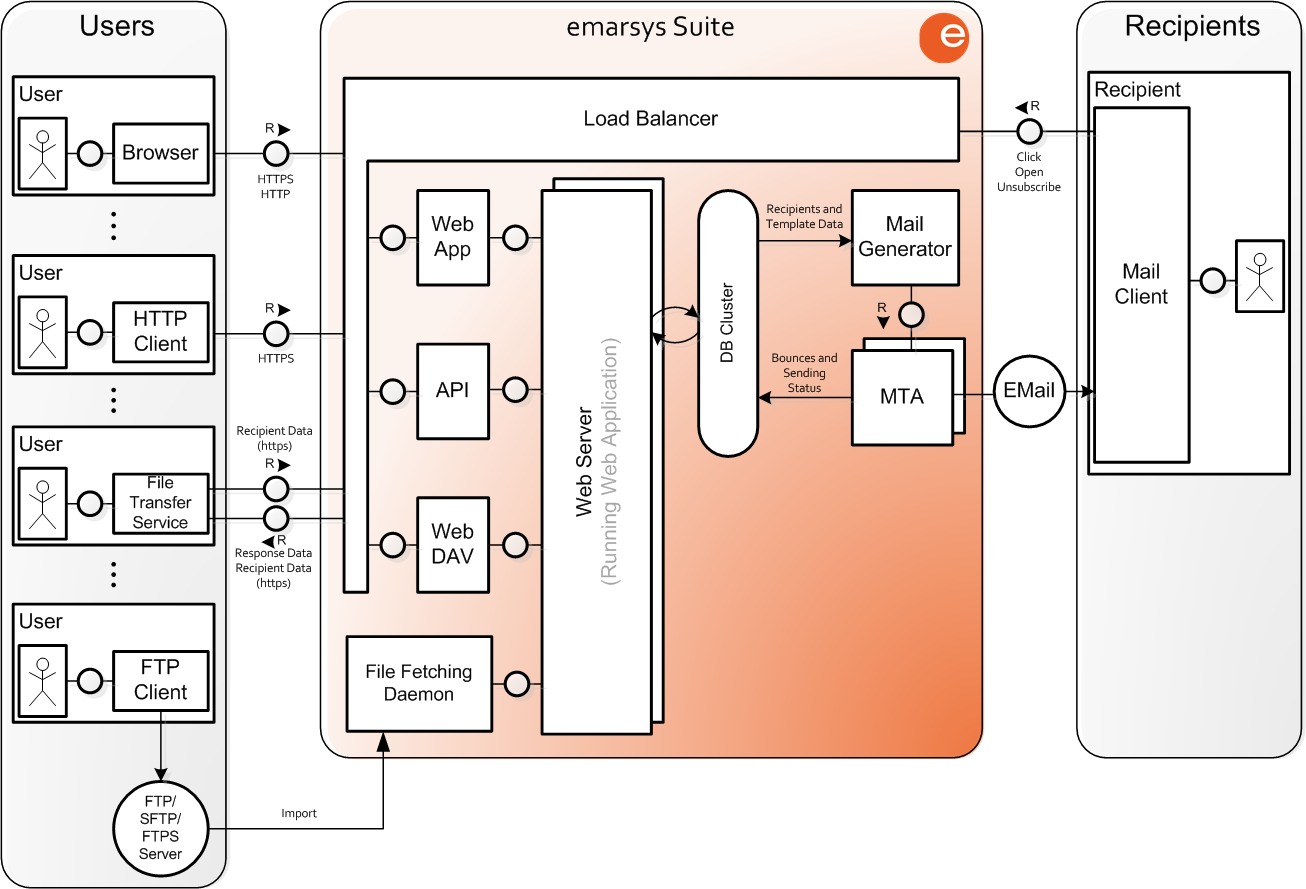 Users
User
Browser
User
HTTP
Client
User
File
Transfer
Service
User
FTP
Client
FTP/
SFTP/
FTPS
Server
R
HTTPS
HTTP
R
HTTPS
Recipient Data
(https)
R
R
Response Data
Recipient Data
(https)
Import
emarsys Suite
e
Load Balancer
Web
App
API
Web
DAV
File Fetching
Daemon
Web Server
(Running Web Application)
DB Cluster
Recipients and
Template Data
Mail
Generator
R
Bounces and
Sending
Status
MTA
R
Click
Open
Unsubscribe
EMail
Recipients
Recipient
Mail
Client